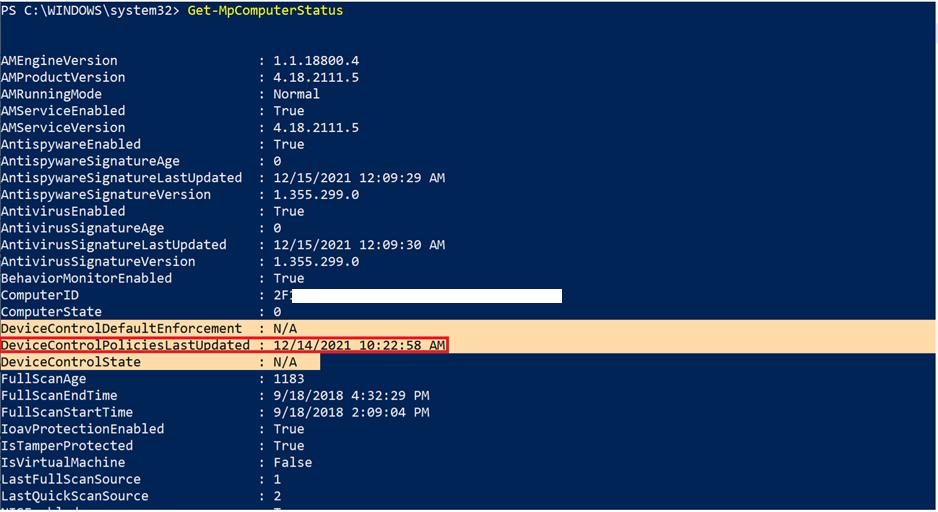 PS C:\WINDOWS\system32> Get-MpComputerStatus
AMEngineVersion : 1.1.18800.4
AMProductVersion : 4.18.2111.5
AMRunningMode : Normal
AMServiceEnabled : True
AMServiceVersion : 4.18.2111.5
AntispywareEnabled : True
AntispywareSignatureAge : 0
AntispywareSignatureLastUpdated : 12/15/2021 12:09:29 AM
AntispywareSignatureVersion : 1.355.299.0
AntivirusEnabled : True
AntivirusSignatureAge : 0
AntivirusSignatureLastUpdated : 12/15/2021 12:09:30 AM
AntivirusSignatureVersion : 1.355.299.0
BehaviorMonitorEnabled : True
ComputerID : 2F
ComputerState : 0
DeviceControlDefaultEnforcement : N/A
DeviceControlPoliciesLastUpdated : 12/14/2021 10:22:58 AM
DeviceControlState : N/A
FullScanAge : 1183
FullScanEndTime : 9/18/2018 4:32:29 PM
FullScanStartTime : 9/18/2018 2:09:04 PM
IoavProtectionEnabled : True
IsTamperProtected : True
IsVirtualMachine : False
LastFullScanSource : 1
LastQuickScanSource : 2